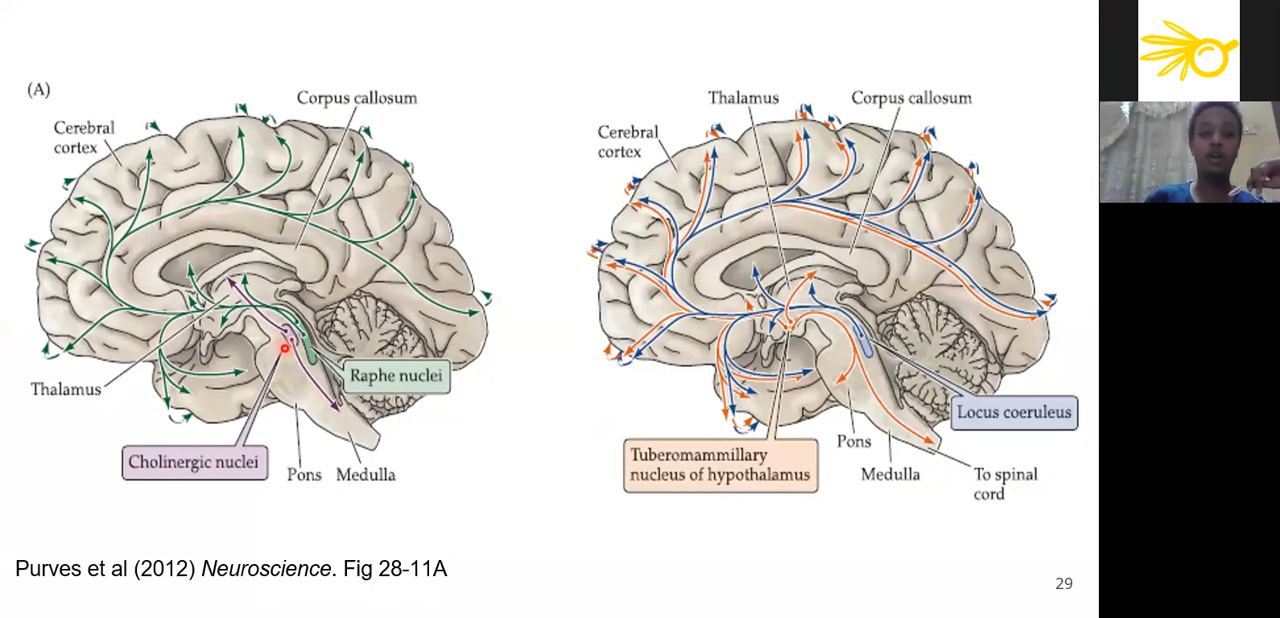 (A)
Corpus callosum
Cerebral
cortex
Thalamus
Raphe nuclei
Cholinergic nuclei
Pons
Medulla
Thalamus
Corpus callosum
Cerebral
cortex
Locus coeruleus
Tuberomammillary
nucleus of hypothalamus
Pons
Medulla
To spinal
cord
Purves et al (2012) Neuroscience. Fig 28-11A
29